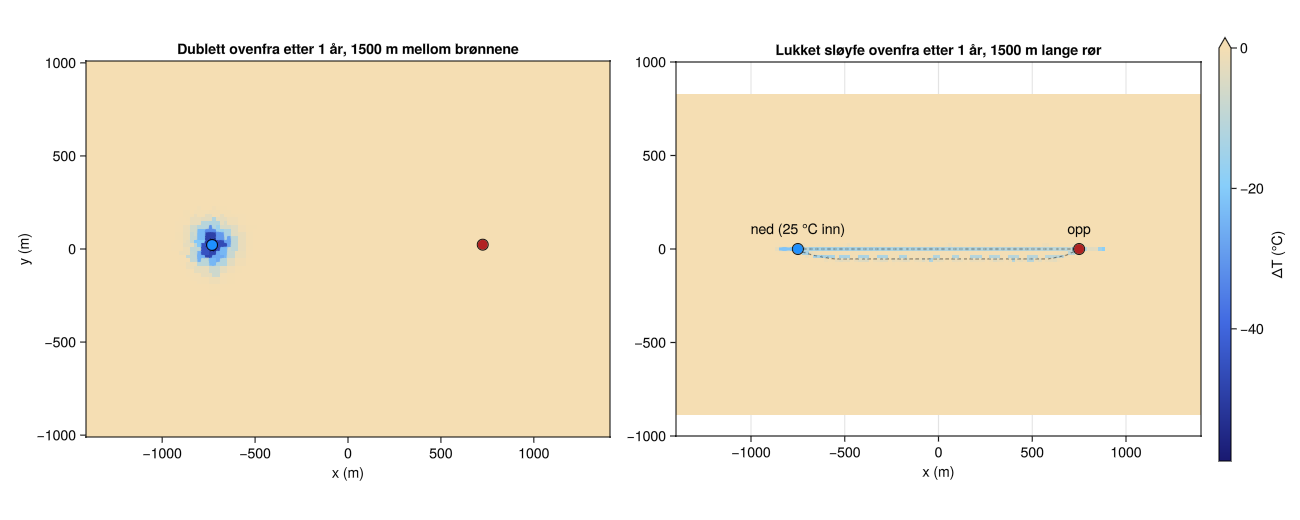 Dublett ovenfra etter 1 år, 1500 m mellom brønnene
1000
500
0
−500
−1000
y (m)
−1000
−500
0
500
1000
x (m)
Lukket sløyfe ovenfra etter 1 år, 1500 m lange rør
1000
500
0
−500
−1000
ned (25 °C inn)
opp
−1000
−500
0
500
1000
x (m)
0
−20
−40
ΔT (°C)